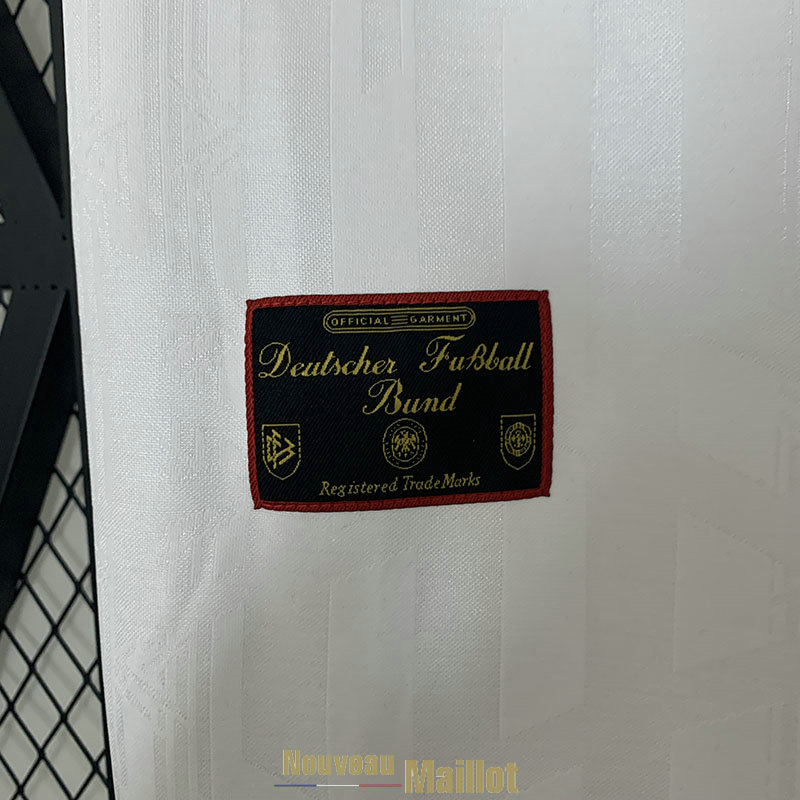 OFFICIAL GARMENT
Deutscher Fußball
Bund
Registered TradeMarks
Nouveau Maillot